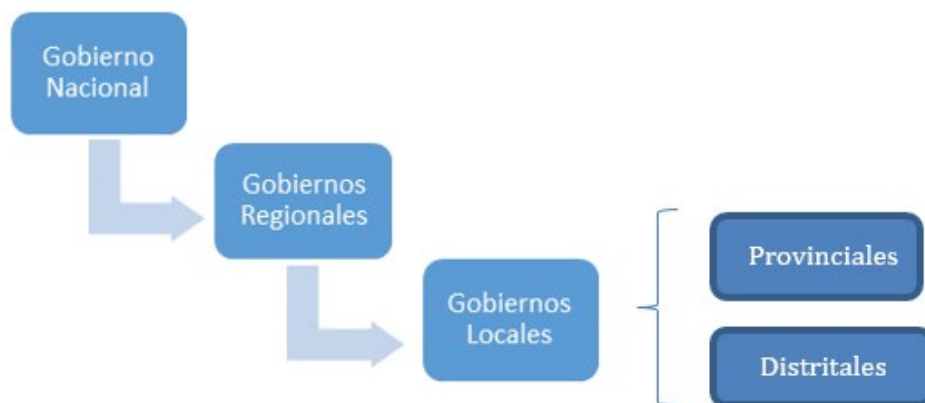 Gobierno
Nacional
Gobiernos
Regionales
Gobiernos
Locales
Provinciales
Distritales